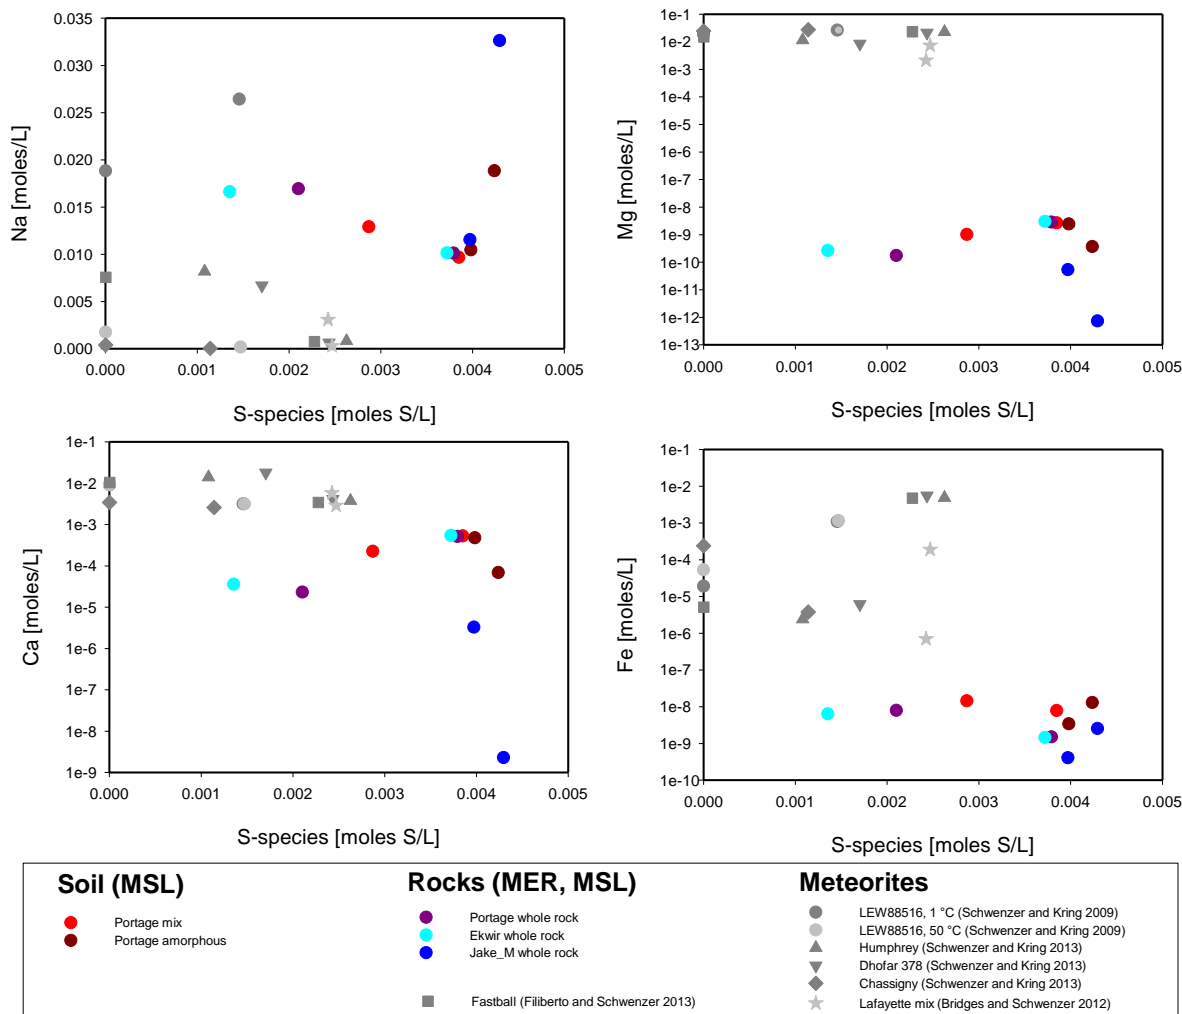 0.035
0.030
0.025
0.020
0.015
0.010
0.005
0.000
Na [moles/L]
0.000 0.001 0.002 0.003 0.004 0.005
S-species [moles S/L]
1e-1
1e-2
1e-3
1e-4
1e-5
1e-6
1e-7
1e-8
1e-9
1e-10
1e-11
1e-12
1e-13
Mg [moles/L]
0.000 0.001 0.002 0.003 0.004 0.005
S-species [moles S/L]
1e-1
1e-2
1e-3
1e-4
1e-5
1e-6
1e-7
1e-8
1e-9
Ca [moles/L]
0.000 0.001 0.002 0.003 0.004 0.005
S-species [moles S/L]
1e-1
1e-2
1e-3
1e-4
1e-5
1e-6
1e-7
1e-8
1e-9
1e-10
Fe [moles/L]
0.000 0.001 0.002 0.003 0.004 0.005
S-species [moles S/L]
Soil (MSL)
Portage mix
Portage amorphous
Rocks (MER, MSL)
Portage whole rock
Ekwir whole rock
Jake_M whole rock
Fastball (Filiberto and Schwenzer 2013)
Meteorites
LEW88516, 1 °C (Schwenzer and Kring 2009)
LEW88516, 50 °C (Schwenzer and Kring 2009)
Humphrey (Schwenzer and Kring 2013)
Dhofar 378 (Schwenzer and Kring 2013)
Chassigny (Schwenzer and Kring 2013)
Lafayette mix (Bridges and Schwenzer 2012)